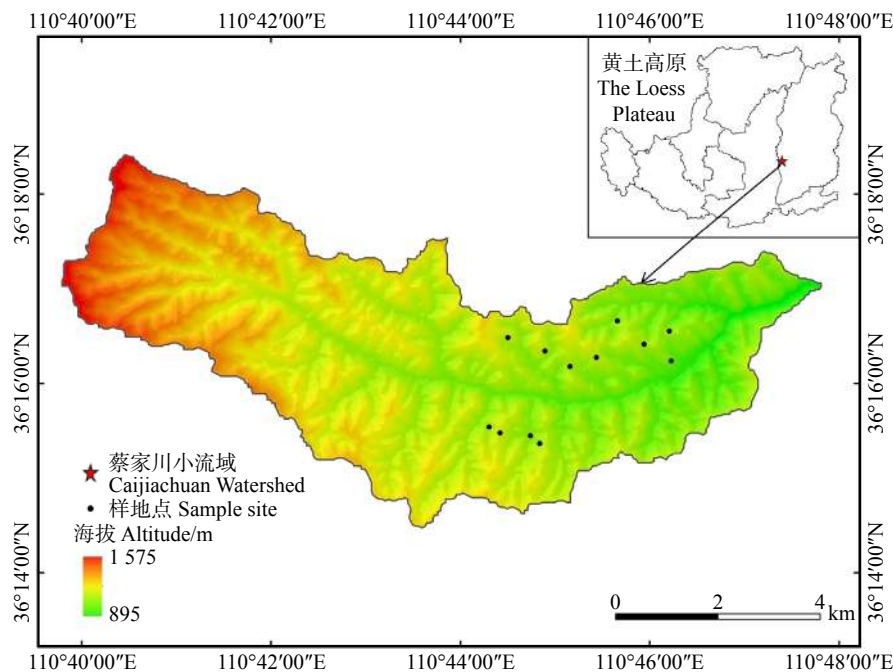 110°40′00″E 110°42′00″E 110°44′00″E 110°46′00″E 110°48′00″E
黄土高原
The Loess
Plateau
36°18′00″N
36°18′00″N
36°16′00″N
36°16′00″N
蔡家川小流域
Caijiachuan Watershed
样地点 Sample site
海拔 Altitude/m
1 575
895
36°14′00″N
36°14′00″N
0 2 4
km
110°40′00″E 110°42′00″E 110°44′00″E 110°46′00″E 110°48′00″E